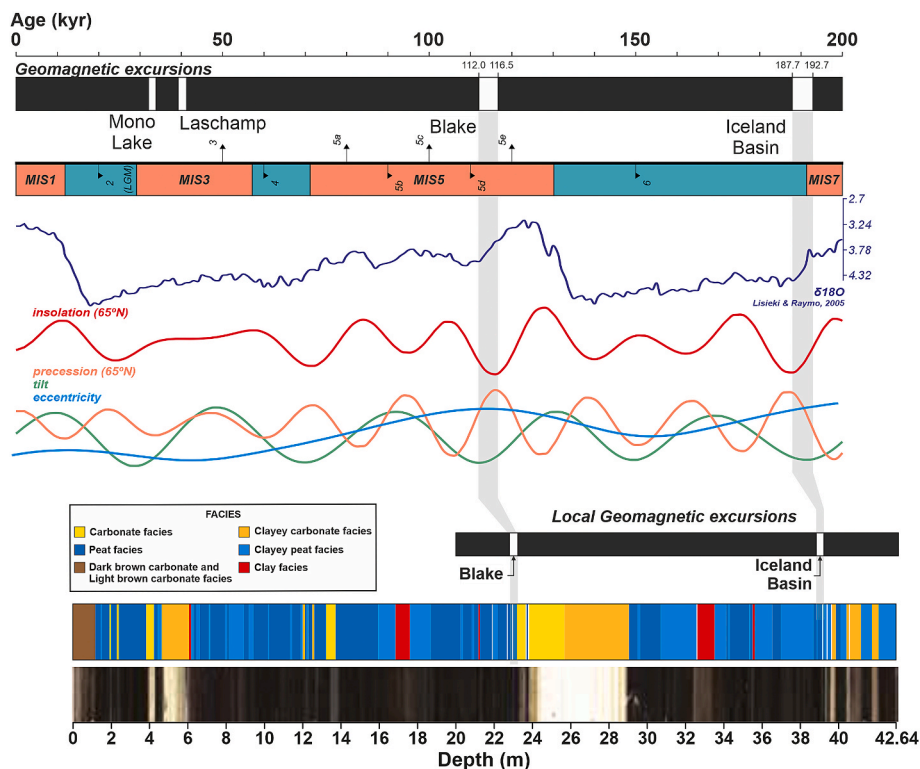 Age (kyr)
0 50 100 150 200
Geomagnetic excursions
112.0 116.5 187.7 192.7
Mono Lake
Laschamp
Blake
Iceland Basin
3 5a 5c 5e
MIS1 MIS3 MIS5 MIS7
2 (LGM) 4 5b 5d 6
2.7
3.24
3.78
4.32
δ18O
Lisieki & Raymo, 2005
insolation (65ºN)
precession (65ºN)
tilt
eccentricity
FACIES
Carbonate facies
Clayey carbonate facies
Peat facies
Clayey peat facies
Dark brown carbonate and
Light brown carbonate facies
Clay facies
Local Geomagnetic excursions
Blake
Iceland
Basin
0 2 4 6 8 10 12 14 16 18 20 22 24 26 28 30 32 34 36 38 40 42.64
Depth (m)